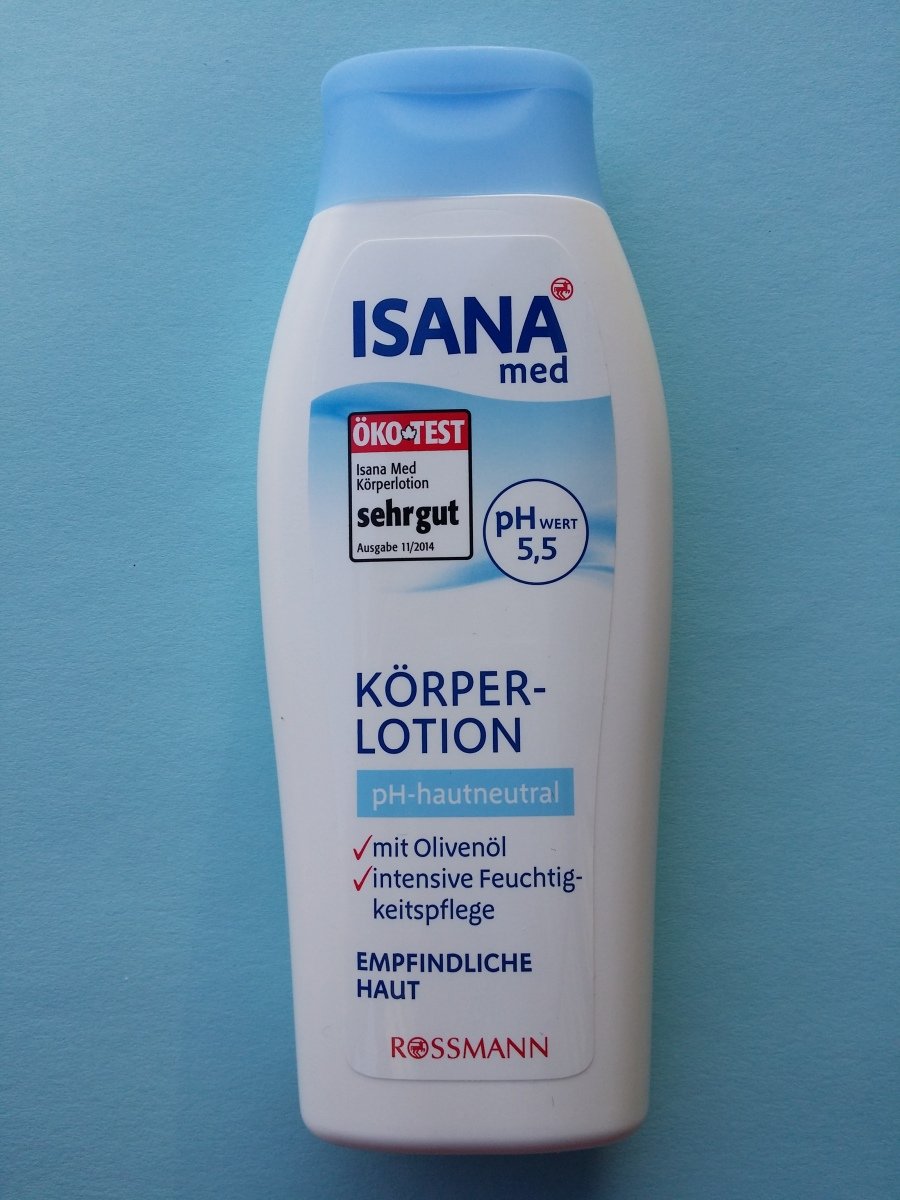 ISANA
med
ÖKO TEST
Isana Med
Körperlotion
sehr gut
Ausgabe 11/2014
pH WERT
5,5
KÖRPER-
LOTION
pH-hautneutral
mit Olivenöl
intensive Feuchtig-
keitspflege
EMPFINDLICHE
HAUT
ROSSMANN